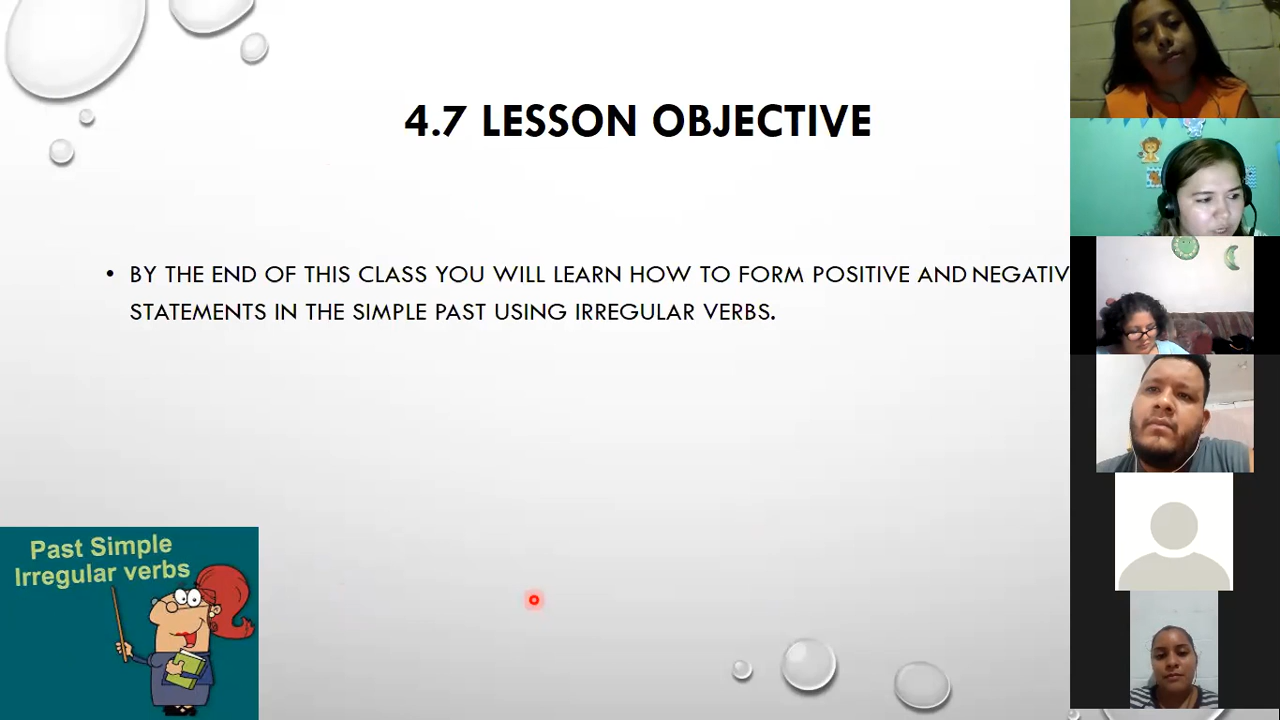 4.7 LESSON OBJECTIVE
• BY THE END OF THIS CLASS YOU WILL LEARN HOW TO FORM POSITIVE AND NEGATIV
STATEMENTS IN THE SIMPLE PAST USING IRREGULAR VERBS.
Past Simple
Irregular verbs